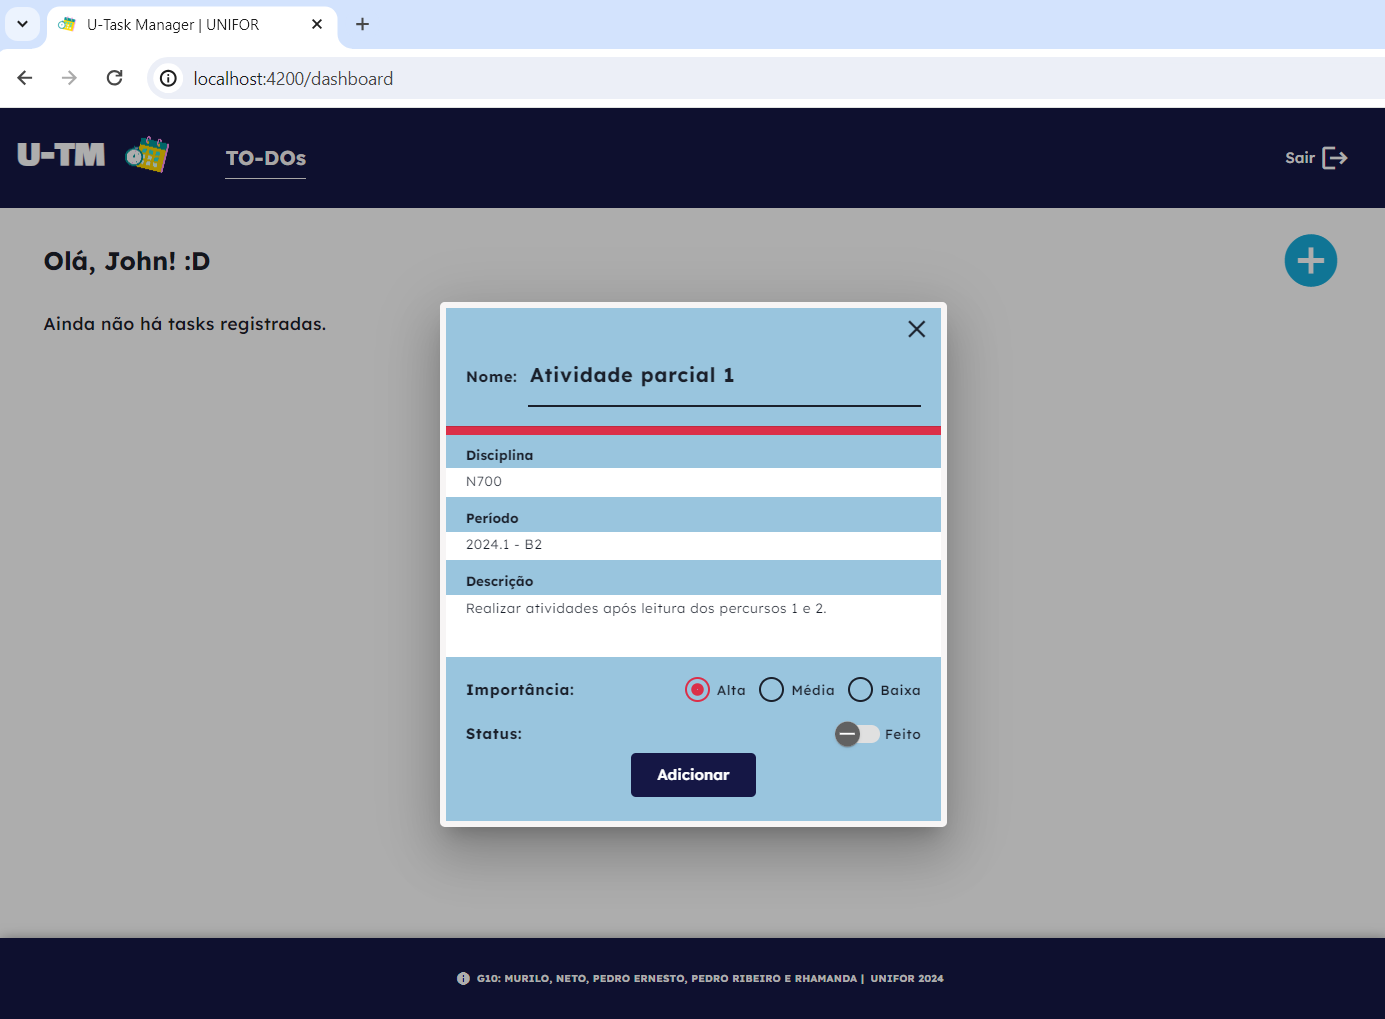 U-Task Manager | UNIFOR
localhost:4200/dashboard
U-TM TO-DOs Sair
Olá, John! :D
Ainda não há tasks registradas.
Nome: Atividade parcial 1
Disciplina
N700
Período
2024.1 - B2
Descrição
Realizar atividades após leitura dos percursos 1 e 2.
Importância: Alta Média Baixa
Status: Feito
Adicionar
G10: MURILO, NETO, PEDRO ERNESTO, PEDRO RIBEIRO E RHAMANDA | UNIFOR 2024